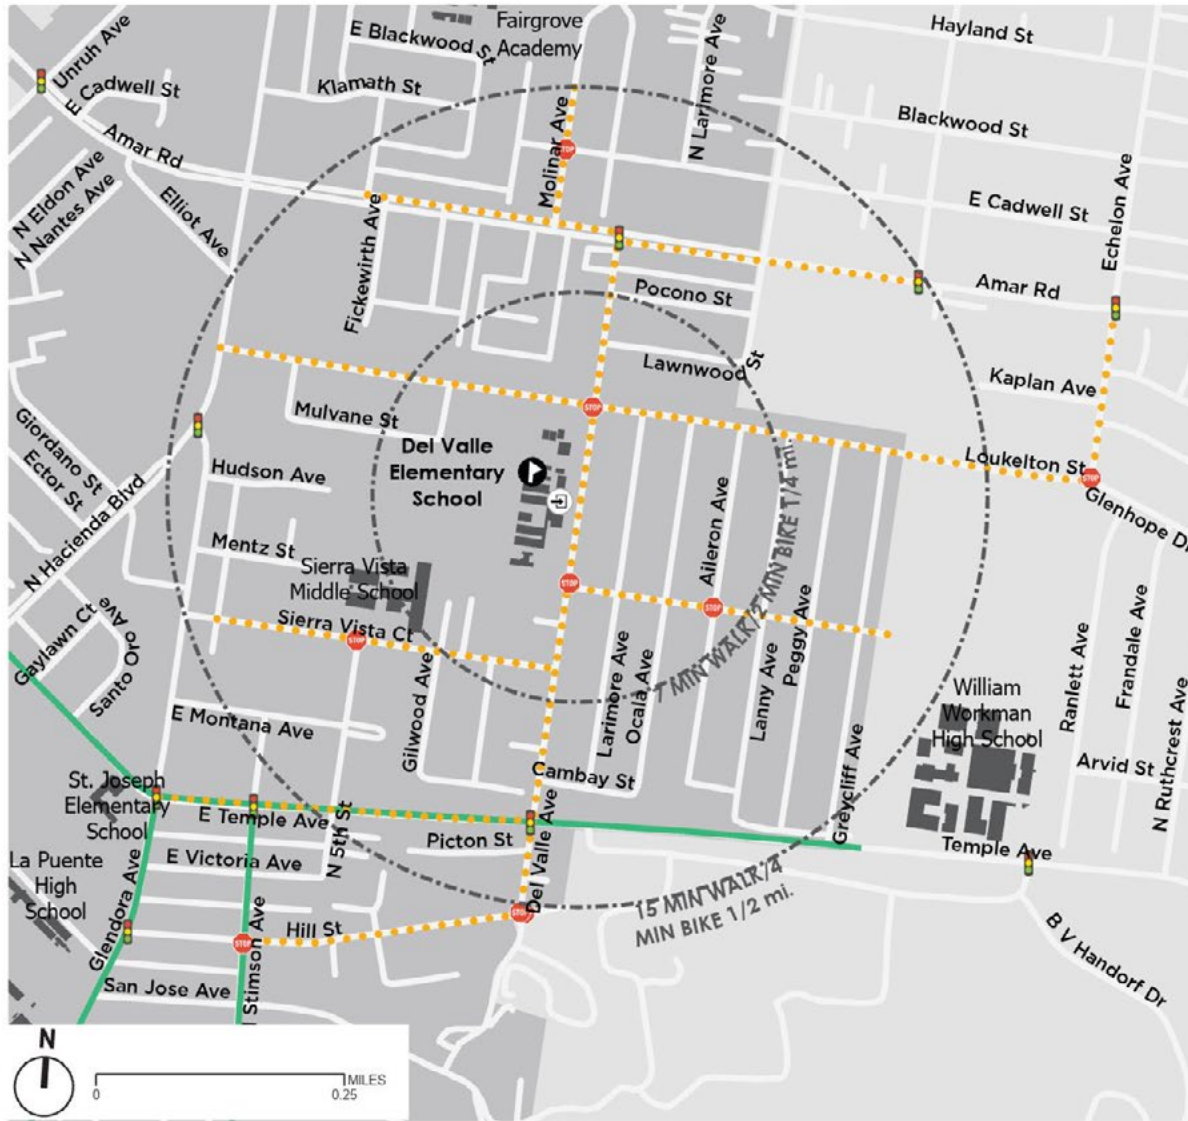 Fairgrove
Academy
Hayland St
E Blackwood St
Unruh Ave
Cadwell St
Klamath St
N Larimore Ave
Blackwood St
E
Amar Rd
Molinar Ave
STOP
N Eldon Ave
N Nantes Ave
Elliot Ave
E Cadwell St
Echelon Ave
Fickewirth Ave
Pocono St
Amar Rd
Lawnwood St
Kaplan Ave
Mulvane St
STOP
Giordano St
Ector St
Del Valle
Elementary
School
Loukelton St
STOP
Glenhope Dr
Hudson Ave
N Hacienda Blvd
Mentz St
Sierra Vista
Middle School
Aileron Ave
7 MIN WALK/2 MIN BIKE 1/4 mi.
STOP
STOP
Sierra Vista Ct
STOP
Gaylawn Ct
Santo Oro Ave
Larimore Ave
Ocala Ave
Lanny Ave
Peggy Ave
Ranlett Ave
Frandale Ave
E Montana Ave
Gilwood Ave
William
Workman
High School
N Ruthcrest Ave
Arvid St
Cambay St
Greycliff Ave
St. Joseph
Elementary
School
E Temple Ave
N 5th St
Picton St
Del Valle Ave
Temple Ave
E Victoria Ave
La Puente
High
School
Glendora Ave
15 MIN WALK/4
MIN BIKE 1/2 mi.
STOP
Hill St
STOP
B V Handorf Dr
San Jose Ave
Stimson Ave
N
MILES
0
0.25